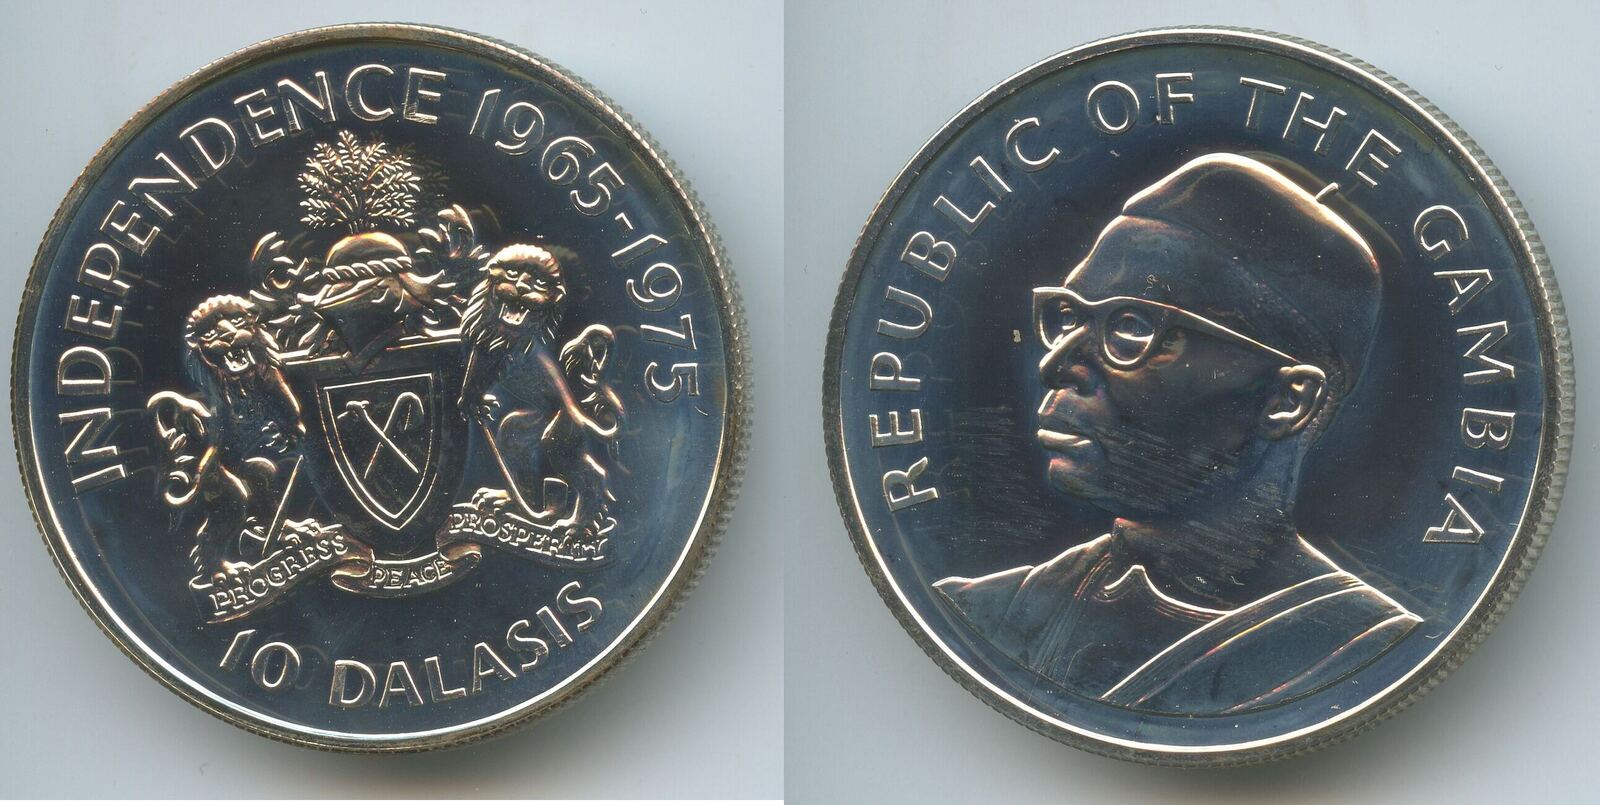 INDEPENDENCE 1965-1975
PROGRESS PEACE PROSPERITY
10 DALASIS
REPUBLIC OF THE GAMBIA